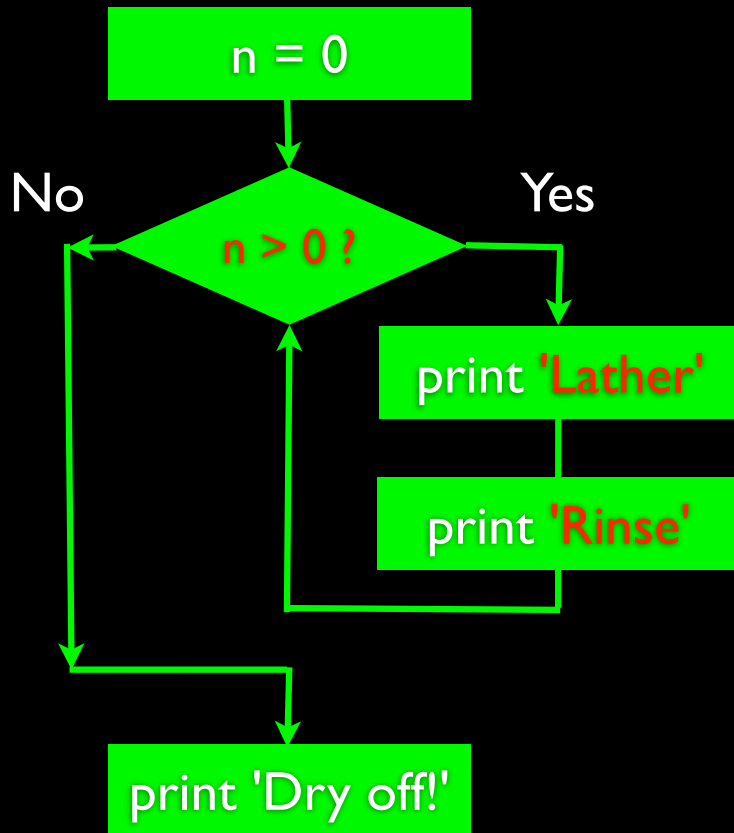 n = 0
No
Yes
n > 0 ?
print 'Lather'
print 'Rinse'
print 'Dry off!'